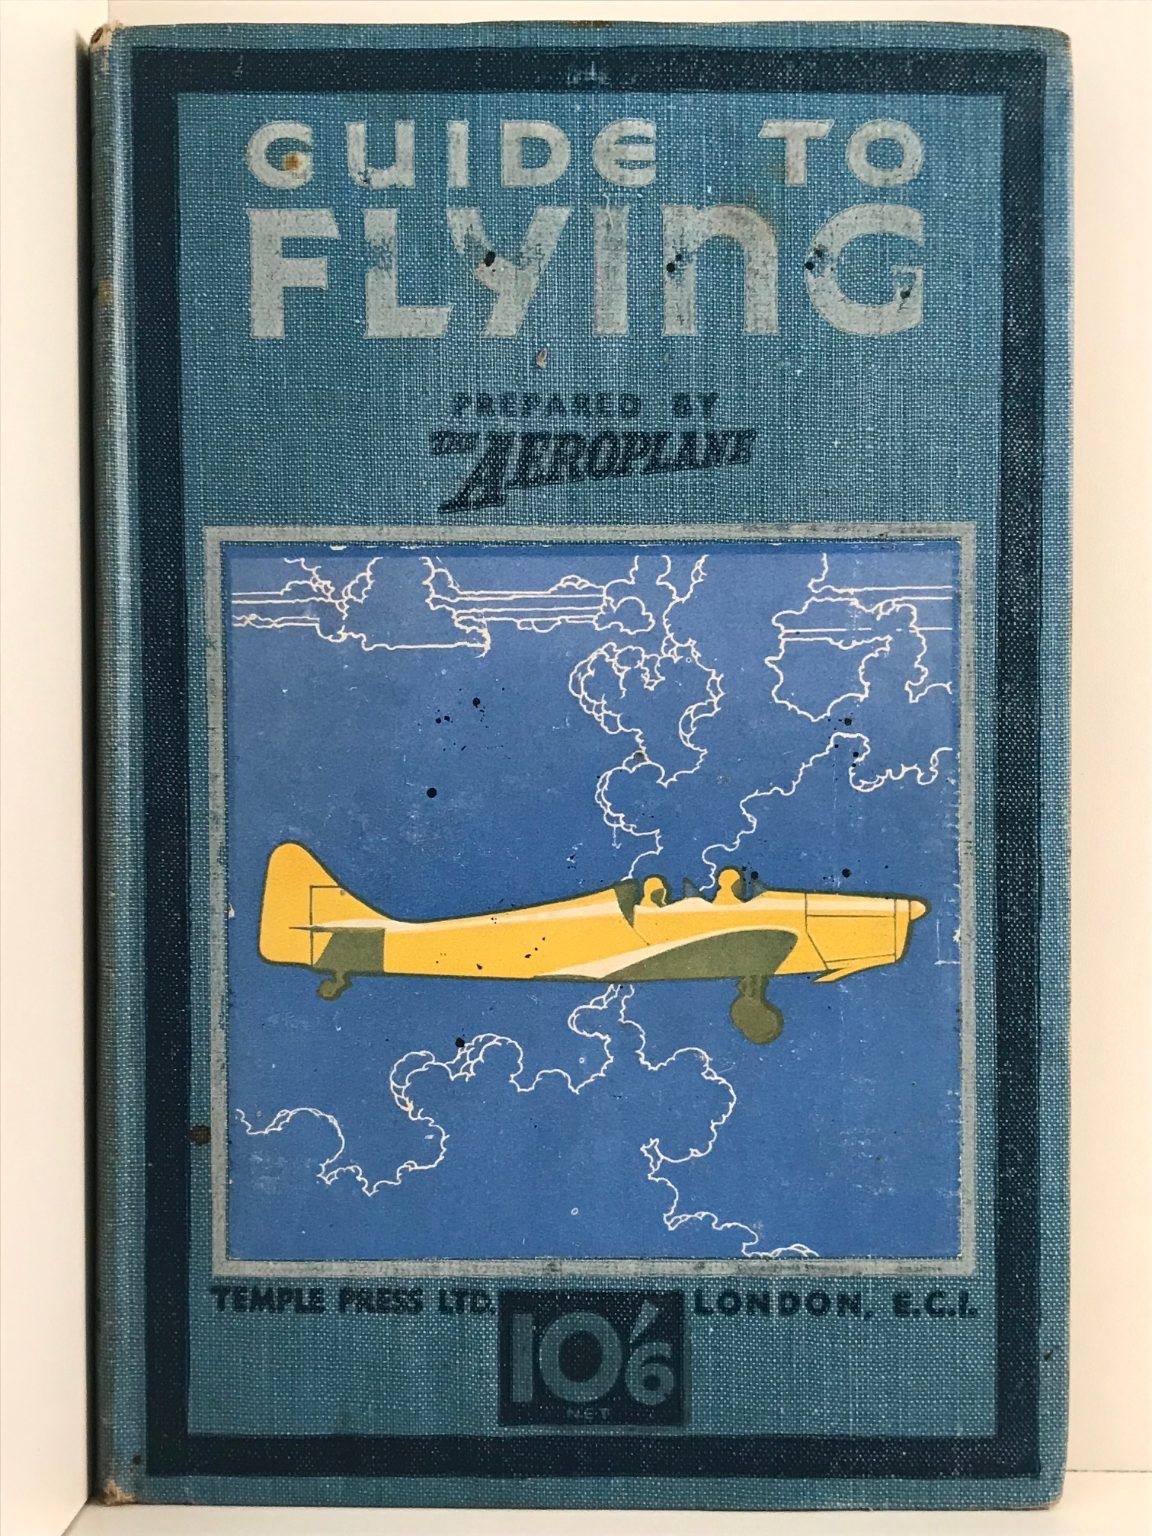 GUIDE TO
FLYING
PREPARED BY
THE AEROPLANE
TEMPLE PRESS LTD. LONDON, E.C.1.
10'6
NET